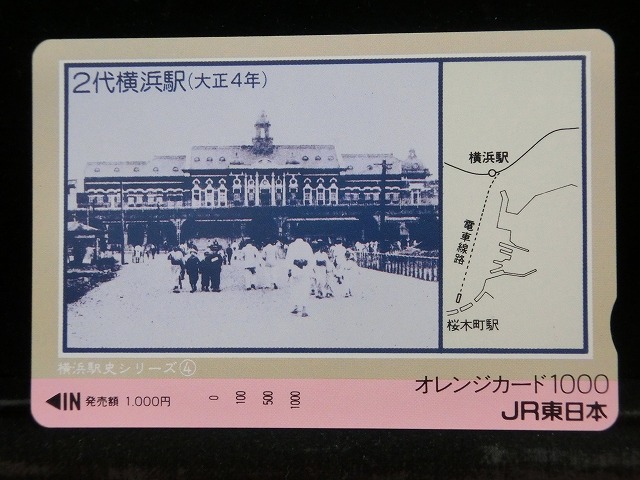 2代横浜駅(大正4年)
横浜駅
電車線路
桜木町駅
横浜駅史シリーズ④
オレンジカード1000
◀IN 発売額 1.000円 0 100 500 1000
JR東日本